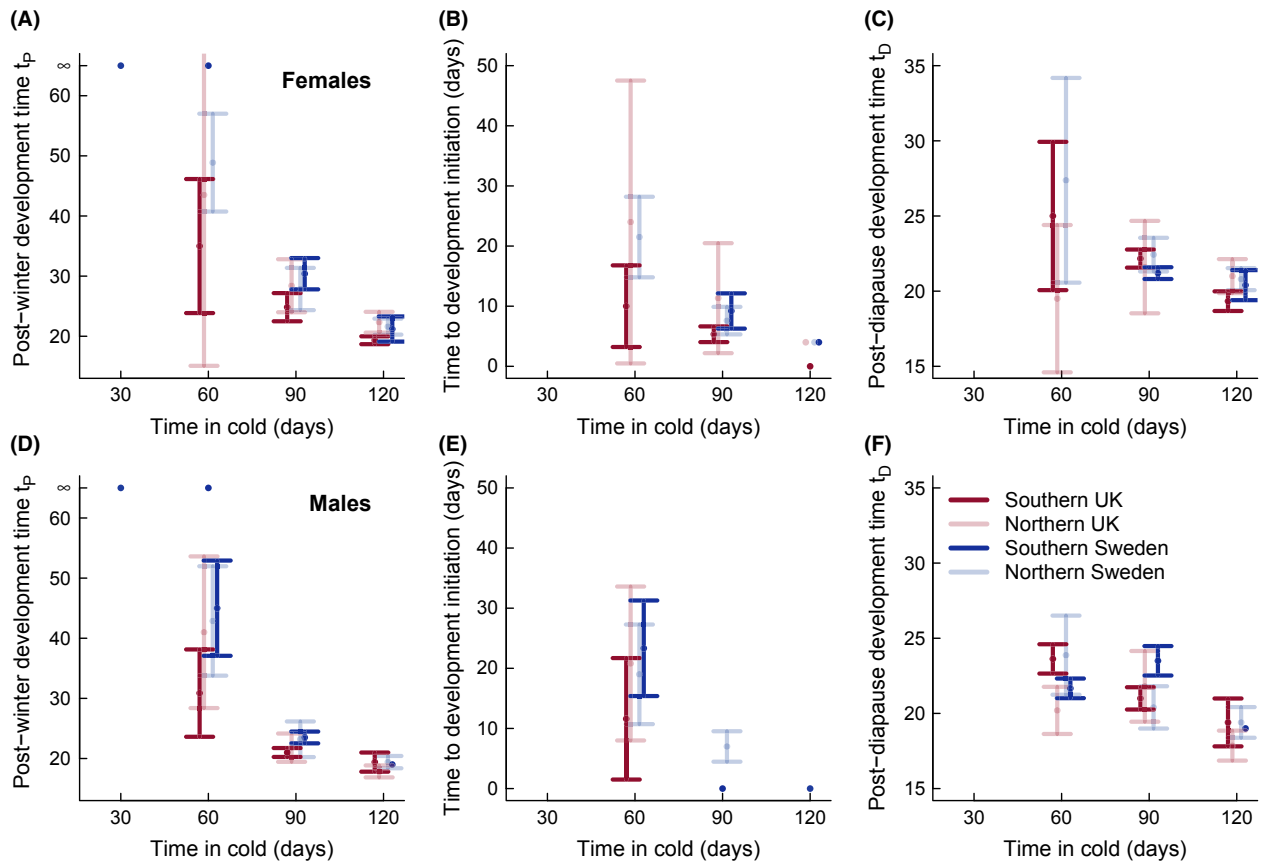 (A)
Post−winter development time tP
∞
60
50
40
30
20
Females
30 60 90 120
Time in cold (days)
(B)
Time to development initiation (days)
50
40
30
20
10
0
30 60 90 120
Time in cold (days)
(C)
Post−diapause development time tD
35
30
25
20
15
30 60 90 120
Time in cold (days)
(D)
Post−winter development time tP
∞
60
50
40
30
20
Males
30 60 90 120
Time in cold (days)
(E)
Time to development initiation (days)
50
40
30
20
10
0
30 60 90 120
Time in cold (days)
(F)
Post−diapause development time tD
35
30
25
20
15
Southern UK
Northern UK
Southern Sweden
Northern Sweden
30 60 90 120
Time in cold (days)